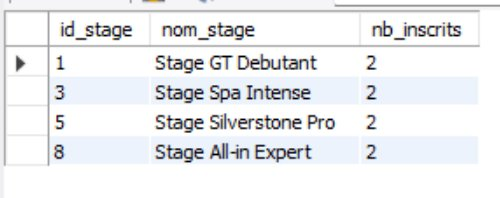 id_stage nom_stage nb_inscrits
1 Stage GT Debutant 2
3 Stage Spa Intense 2
5 Stage Silverstone Pro 2
8 Stage All-in Expert 2